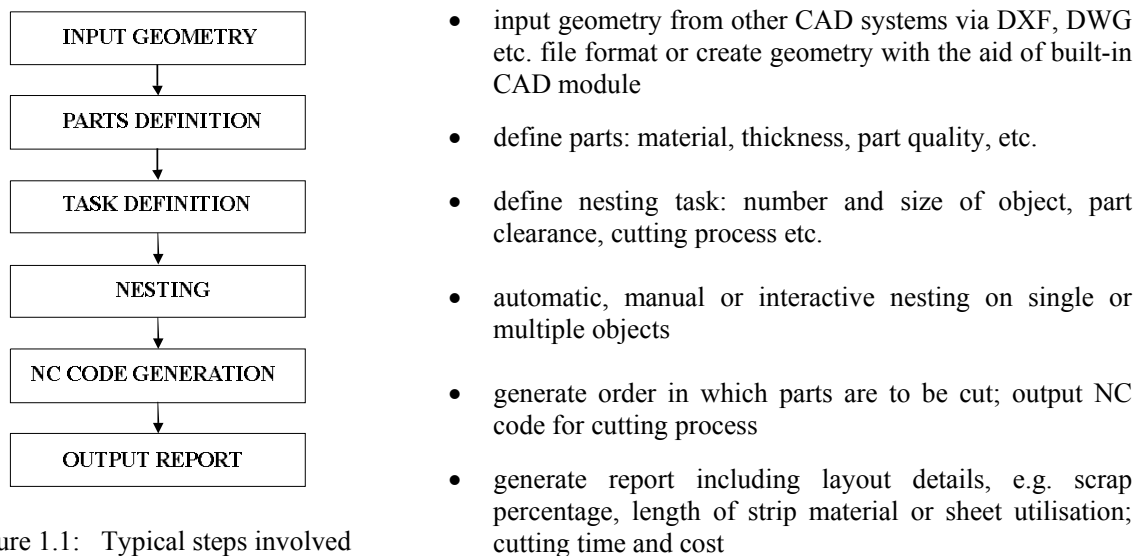 INPUT GEOMETRY
PARTS DEFINITION
TASK DEFINITION
NESTING
NC CODE GENERATION
OUTPUT REPORT
ure 1.1: Typical steps involved
• input geometry from other CAD systems via DXF, DWG
etc. file format or create geometry with the aid of built-in
CAD module
• define parts: material, thickness, part quality, etc.
• define nesting task: number and size of object, part
clearance, cutting process etc.
• automatic, manual or interactive nesting on single or
multiple objects
• generate order in which parts are to be cut; output NC
code for cutting process
• generate report including layout details, e.g. scrap
percentage, length of strip material or sheet utilisation;
cutting time and cost